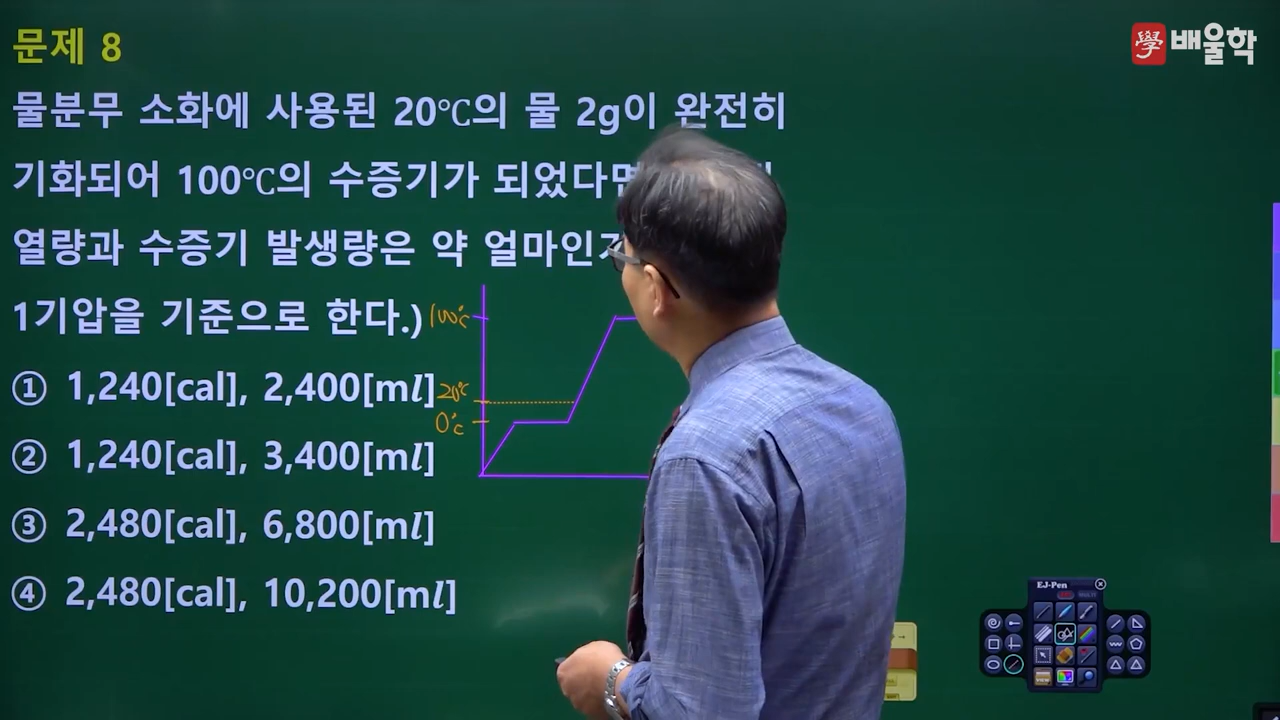 문제 8
學 배울학
물분무 소화에 사용된 20℃의 물 2g이 완전히
기화되어 100℃의 수증기가 되었다면
열량과 수증기 발생량은 약 얼마인가
1기압을 기준으로 한다.)
100℃
① 1,240[cal], 2,400[ml]
20℃
0℃
② 1,240[cal], 3,400[ml]
③ 2,480[cal], 6,800[ml]
④ 2,480[cal], 10,200[ml]
EJ-Pen